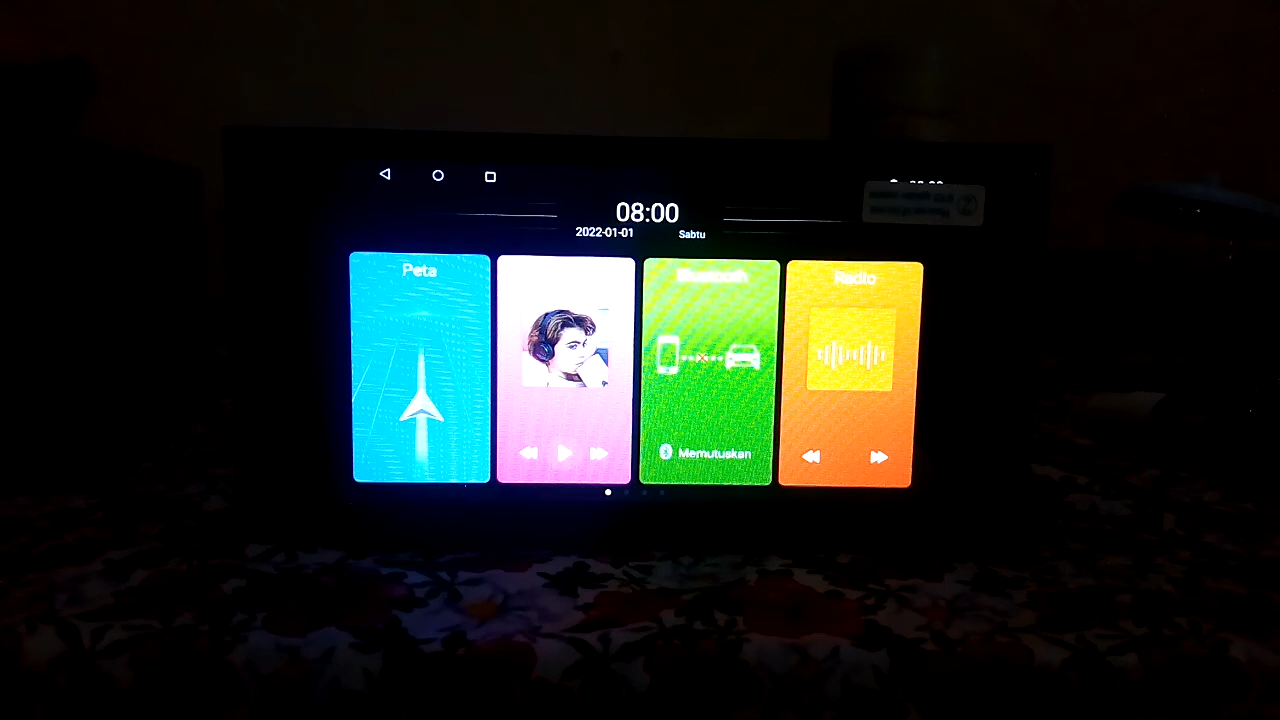 08:00
2022-01-01 Sabtu
Peta
Bluetooth
Radio
Memutuskan